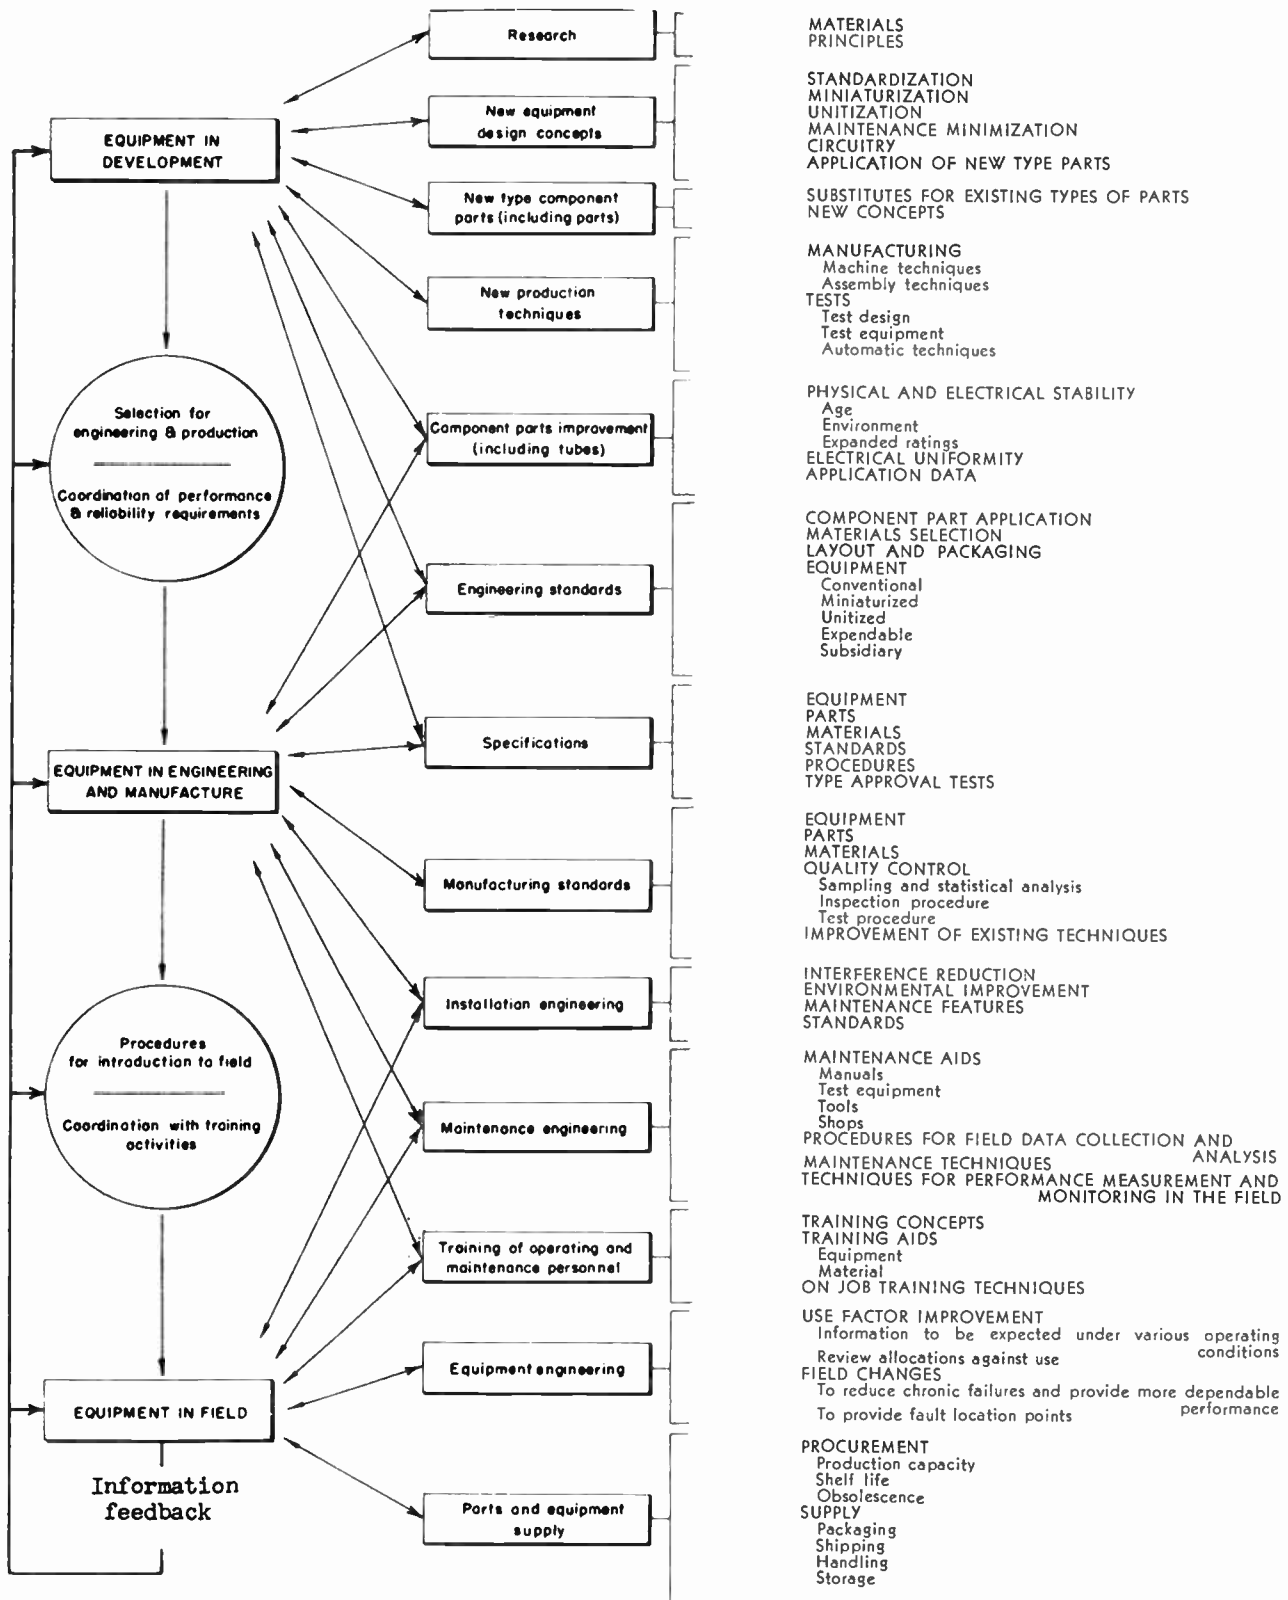 EQUIPMENT IN
DEVELOPMENT
Selection for
engineering & production
Coordination of performance
& reliability requirements
EQUIPMENT IN ENGINEERING
AND MANUFACTURE
Procedures
for introduction to field
Coordination with training
activities
EQUIPMENT IN FIELD
Information
feedback
Research
New equipment
design concepts
New type component
parts (including parts)
New production
techniques
Component parts improvement
(including tubes)
Engineering standards
Specifications
Manufacturing standards
Installation engineering
Maintenance engineering
Training of operating and
maintenance personnel
Equipment engineering
Parts and equipment
supply
MATERIALS
PRINCIPLES
STANDARDIZATION
MINIATURIZATION
UNITIZATION
MAINTENANCE MINIMIZATION
CIRCUITRY
APPLICATION OF NEW TYPE PARTS
SUBSTITUTES FOR EXISTING TYPES OF PARTS
NEW CONCEPTS
MANUFACTURING
Machine techniques
Assembly techniques
TESTS
Test design
Test equipment
Automatic techniques
PHYSICAL AND ELECTRICAL STABILITY
Age
Environment
Expanded ratings
ELECTRICAL UNIFORMITY
APPLICATION DATA
COMPONENT PART APPLICATION
MATERIALS SELECTION
LAYOUT AND PACKAGING
EQUIPMENT
Conventional
Miniaturized
Unitized
Expendable
Subsidiary
EQUIPMENT
PARTS
MATERIALS
STANDARDS
PROCEDURES
TYPE APPROVAL TESTS
EQUIPMENT
PARTS
MATERIALS
QUALITY CONTROL
Sampling and statistical analysis
Inspection procedure
Test procedure
IMPROVEMENT OF EXISTING TECHNIQUES
INTERFERENCE REDUCTION
ENVIRONMENTAL IMPROVEMENT
MAINTENANCE FEATURES
STANDARDS
MAINTENANCE AIDS
Manuals
Test equipment
Tools
Shops
PROCEDURES FOR FIELD DATA COLLECTION AND
ANALYSIS
MAINTENANCE TECHNIQUES
TECHNIQUES FOR PERFORMANCE MEASUREMENT AND
MONITORING IN THE FIELD
TRAINING CONCEPTS
TRAINING AIDS
Equipment
Material
ON JOB TRAINING TECHNIQUES
USE FACTOR IMPROVEMENT
Information to be expected under various operating
conditions
Review allocations against use
FIELD CHANGES
To reduce chronic failures and provide more dependable
performance
To provide fault location points
PROCUREMENT
Production capacity
Shelf life
Obsolescence
SUPPLY
Packaging
Shipping
Handling
Storage